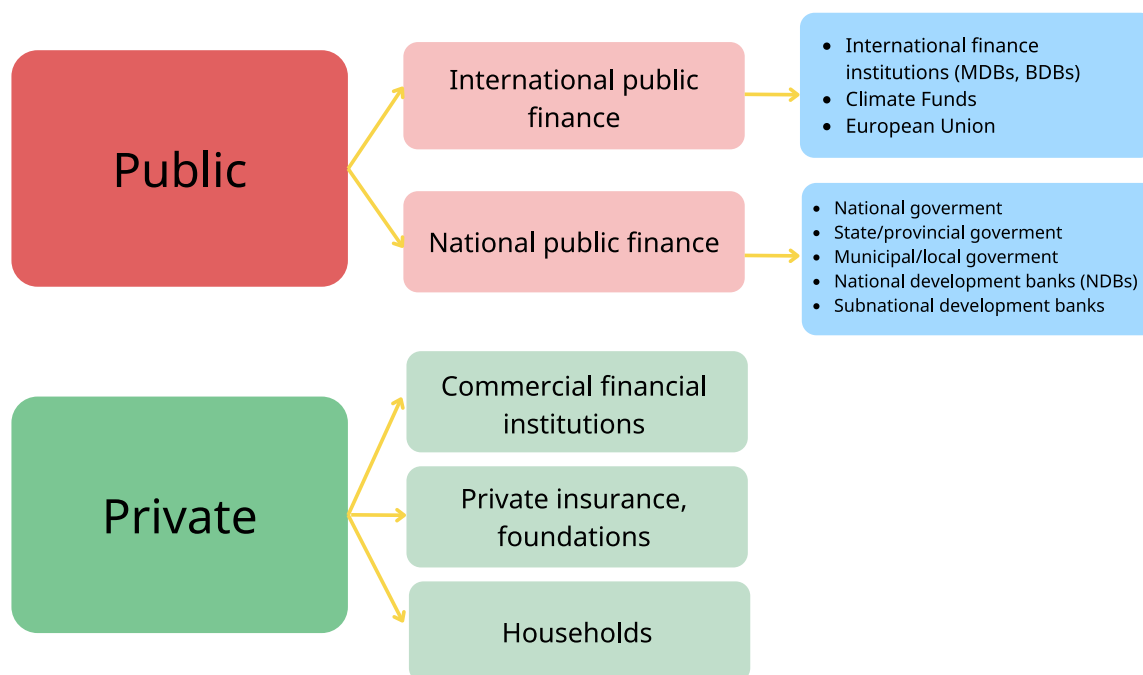 Public
International public
finance
• International finance
institutions (MDBs, BDBs)
• Climate Funds
• European Union
National public finance
• National goverment
• State/provincial goverment
• Municipal/local goverment
• National development banks (NDBs)
• Subnational development banks
Private
Commercial financial
institutions
Private insurance,
foundations
Households